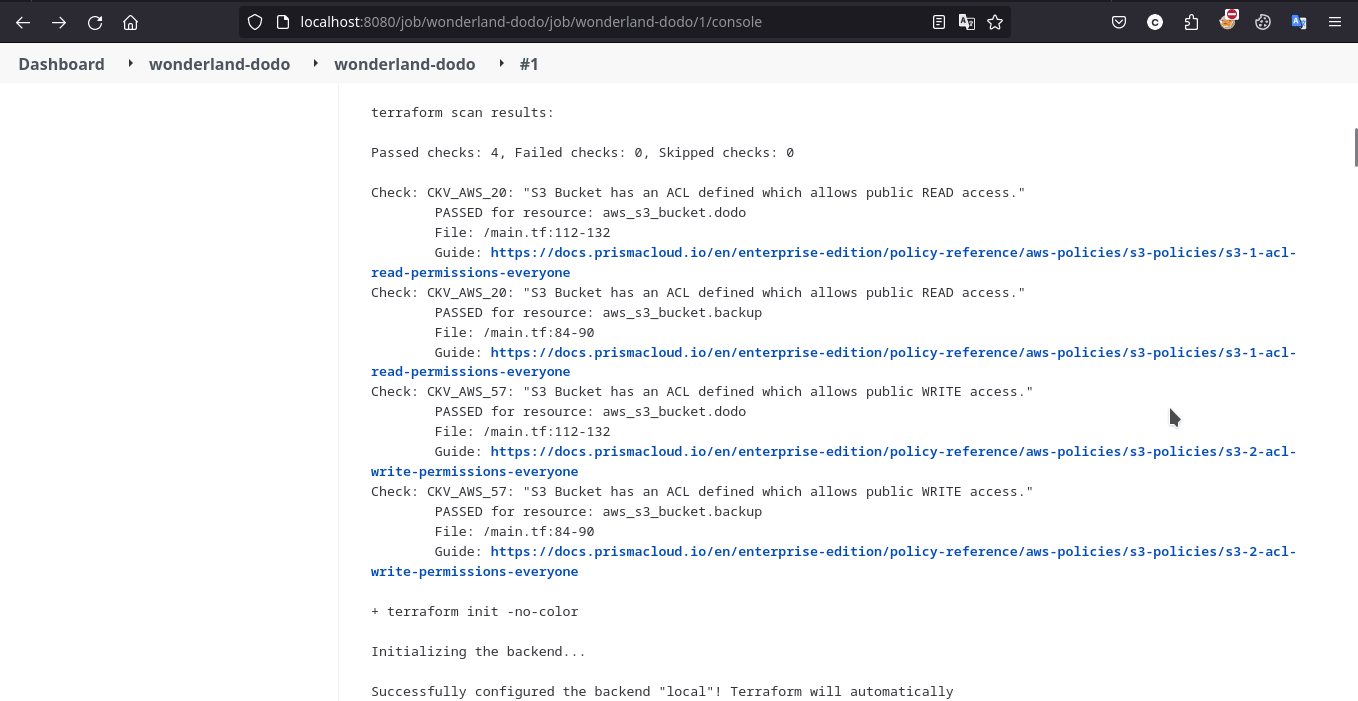 localhost:8080/job/wonderland-dodo/job/wonderland-dodo/1/console
Dashboard wonderland-dodo wonderland-dodo #1
terraform scan results:
Passed checks: 4, Failed checks: 0, Skipped checks: 0
Check: CKV_AWS_20: "S3 Bucket has an ACL defined which allows public READ access."
PASSED for resource: aws_s3_bucket.dodo
File: /main.tf:112-132
Guide: https://docs.prismacloud.io/en/enterprise-edition/policy-reference/aws-policies/s3-policies/s3-1-acl-
read-permissions-everyone
Check: CKV_AWS_20: "S3 Bucket has an ACL defined which allows public READ access."
PASSED for resource: aws_s3_bucket.backup
File: /main.tf:84-90
Guide: https://docs.prismacloud.io/en/enterprise-edition/policy-reference/aws-policies/s3-policies/s3-1-acl-
read-permissions-everyone
Check: CKV_AWS_57: "S3 Bucket has an ACL defined which allows public WRITE access."
PASSED for resource: aws_s3_bucket.dodo
File: /main.tf:112-132
Guide: https://docs.prismacloud.io/en/enterprise-edition/policy-reference/aws-policies/s3-policies/s3-2-acl-
write-permissions-everyone
Check: CKV_AWS_57: "S3 Bucket has an ACL defined which allows public WRITE access."
PASSED for resource: aws_s3_bucket.backup
File: /main.tf:84-90
Guide: https://docs.prismacloud.io/en/enterprise-edition/policy-reference/aws-policies/s3-policies/s3-2-acl-
write-permissions-everyone
+ terraform init -no-color
Initializing the backend...
Successfully configured the backend "local"! Terraform will automatically